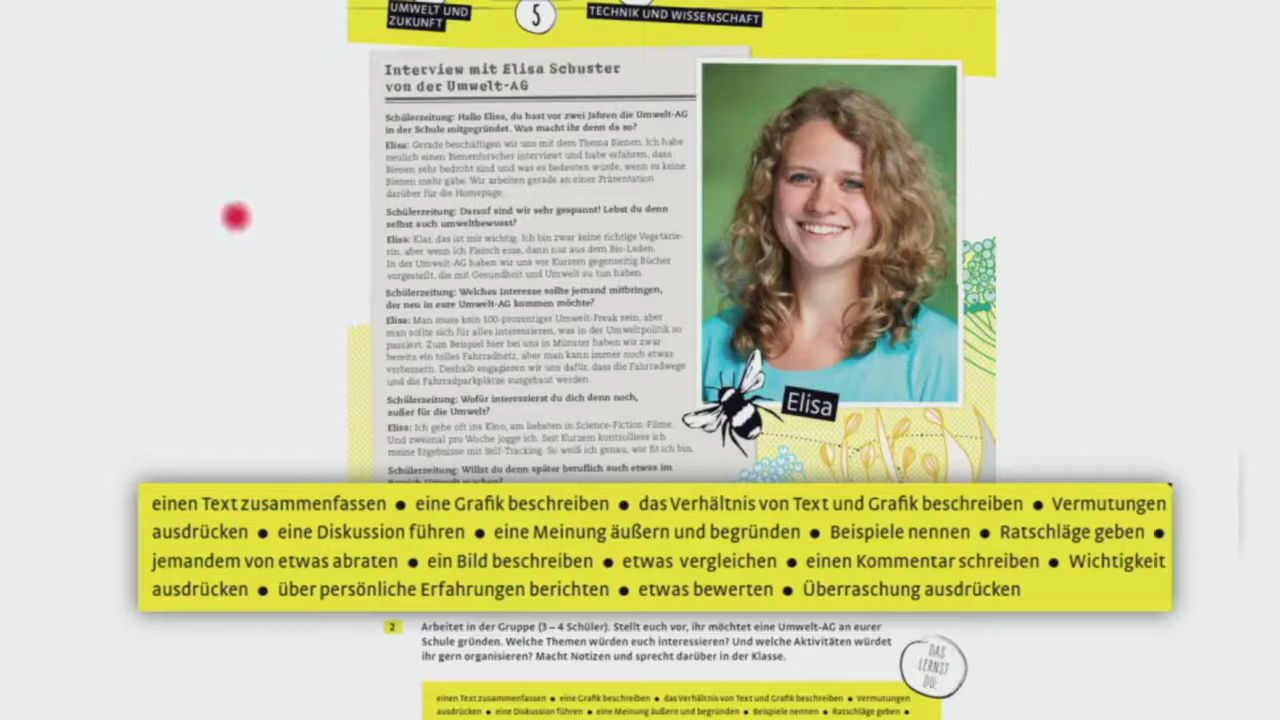 UMWELT UND
ZUKUNFT
5
TECHNIK UND WISSENSCHAFT
Interview mit Elisa Schuster
von der Umwelt-AG
Schülerzeitung: Hallo Elisa, du hast vor zwei Jahren die Umwelt-AG
in der Schule mitgegründet. Was macht ihr denn da so?
Elisa: Gerade beschäftigen wir uns mit dem Thema Bienen. Ich habe
neulich einen Bienenforscher interviewt und habe erfahren, dass
Bienen sehr bedroht sind und was es bedeuten würde, wenn es keine
Bienen mehr gäbe. Wir arbeiten gerade an einer Präsentation
darüber für die Homepage.
Schülerzeitung: Darauf sind wir sehr gespannt! Lebst du denn
selbst auch umweltbewusst?
Elisa: Klar, das ist mir wichtig. Ich bin zwar keine richtige Vegetarie-
rin, aber wenn ich Fleisch esse, dann nur aus dem Bio-Laden.
In der Umwelt-AG haben wir uns vor Kurzem gegenseitig Bücher
vorgestellt, die mit Gesundheit und Umwelt zu tun haben.
Schülerzeitung: Welches Interesse sollte jemand mitbringen,
der neu in eure Umwelt-AG kommen möchte?
Elisa: Man muss kein 100-prozentiger Umwelt-Freak sein, aber
man sollte sich für alles interessieren, was in der Umweltpolitik so
passiert. Zum Beispiel hier bei uns in Münster haben wir zwar
bereits ein tolles Fahrradnetz, aber man kann immer noch etwas
verbessern. Deshalb engagieren wir uns dafür, dass die Fahrradwege
und die Fahrradparkplätze ausgebaut werden.
Schülerzeitung: Wofür interessierst du dich denn noch,
außer für die Umwelt?
Elisa: Ich gehe oft ins Kino, am liebsten in Science-Fiction-Filme.
Und zweimal pro Woche jogge ich. Seit Kurzem kontrolliere ich
meine Ergebnisse mit Self-Tracking. So weiß ich genau, wie fit ich bin.
Schülerzeitung: Willst du denn später beruflich auch etwas im
Elisa
einen Text zusammenfassen ● eine Grafik beschreiben ● das Verhältnis von Text und Grafik beschreiben ● Vermutungen
ausdrücken ● eine Diskussion führen ● eine Meinung äußern und begründen ● Beispiele nennen ● Ratschläge geben ●
jemandem von etwas abraten ● ein Bild beschreiben ● etwas vergleichen ● einen Kommentar schreiben ● Wichtigkeit
ausdrücken ● über persönliche Erfahrungen berichten ● etwas bewerten ● Überraschung ausdrücken
2 Arbeitet in der Gruppe (3 – 4 Schüler). Stellt euch vor, ihr möchtet eine Umwelt-AG an eurer
Schule gründen. Welche Themen würden euch interessieren? Und welche Aktivitäten würdet
ihr gern organisieren? Macht Notizen und sprecht darüber in der Klasse.
DAS
LERNST
DU:
einen Text zusammenfassen ● eine Grafik beschreiben ● das Verhältnis von Text und Grafik beschreiben ● Vermutungen
ausdrücken ● eine Diskussion führen ● eine Meinung äußern und begründen ● Beispiele nennen ● Ratschläge geben ●